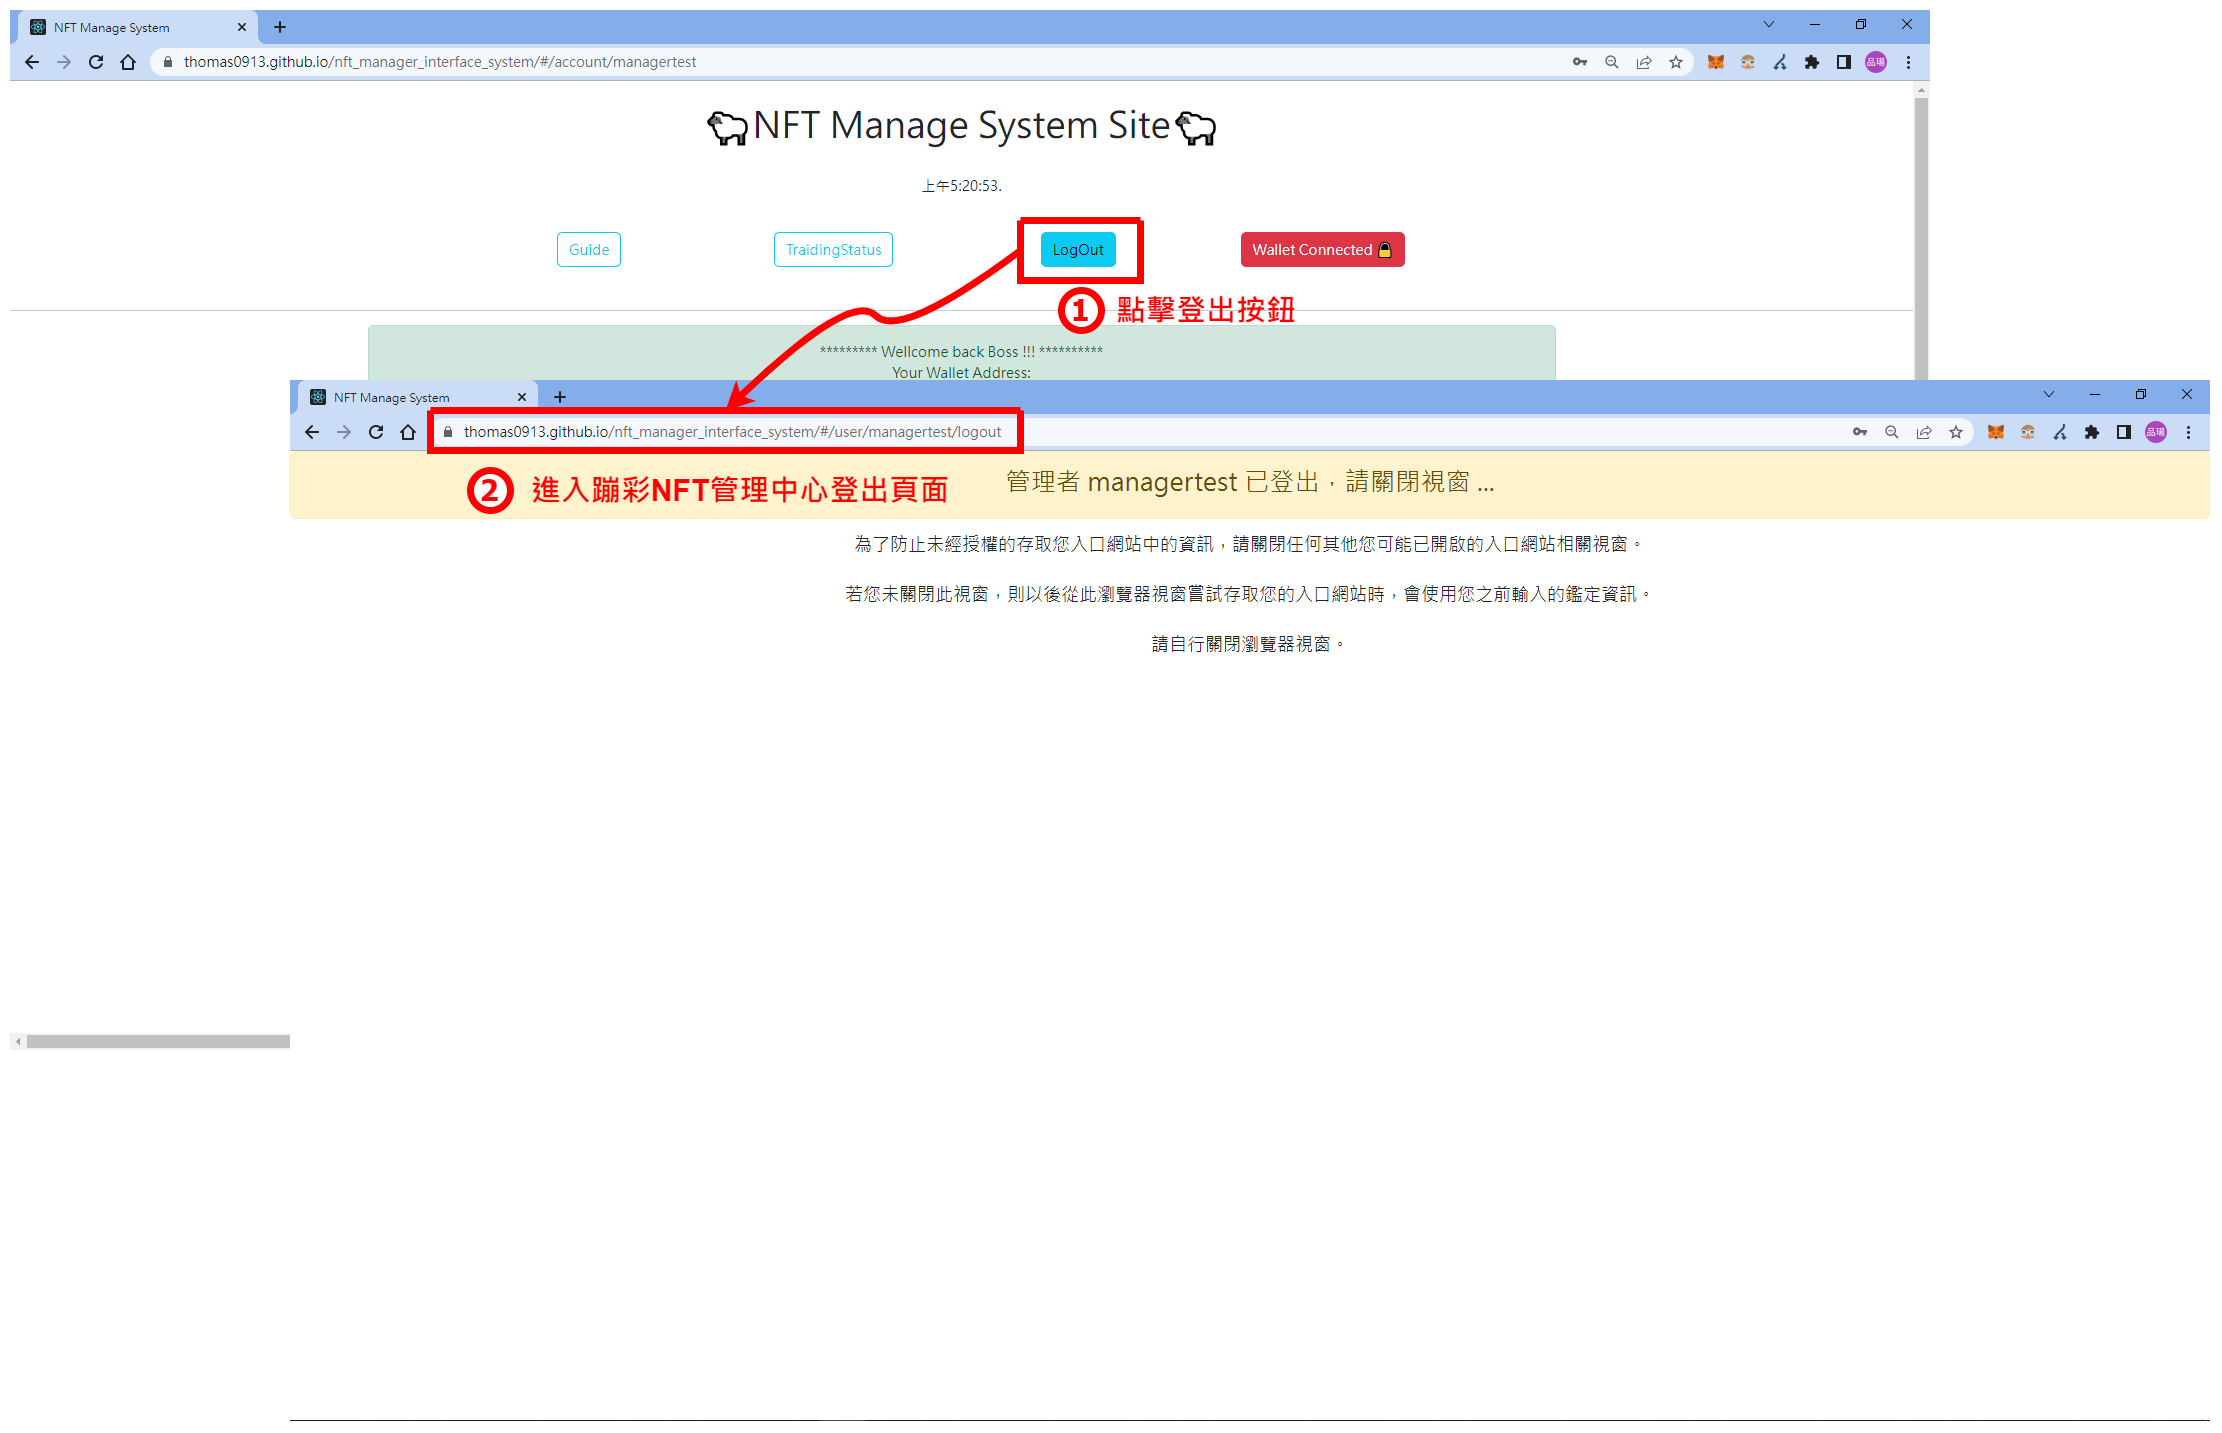 NFT Manage System
thomas0913.github.io/nft_manager_interface_system/#/account/managertest
品瑒
NFT Manage System Site
上午5:20:53.
Guide
TraidingStatus
LogOut
Wallet Connected
1 點擊登出按鈕
********* Wellcome back Boss !!! **********
Your Wallet Address:
NFT Manage System
thomas0913.github.io/nft_manager_interface_system/#/user/managertest/logout
品瑒
2 進入蹦彩NFT管理中心登出頁面
管理者 managertest 已登出，請關閉視窗 ...
為了防止未經授權的存取您入口網站中的資訊，請關閉任何其他您可能已開啟的入口網站相關視窗。
若您未關閉此視窗，則以後從此瀏覽器視窗嘗試存取您的入口網站時，會使用您之前輸入的鑑定資訊。
請自行關閉瀏覽器視窗。